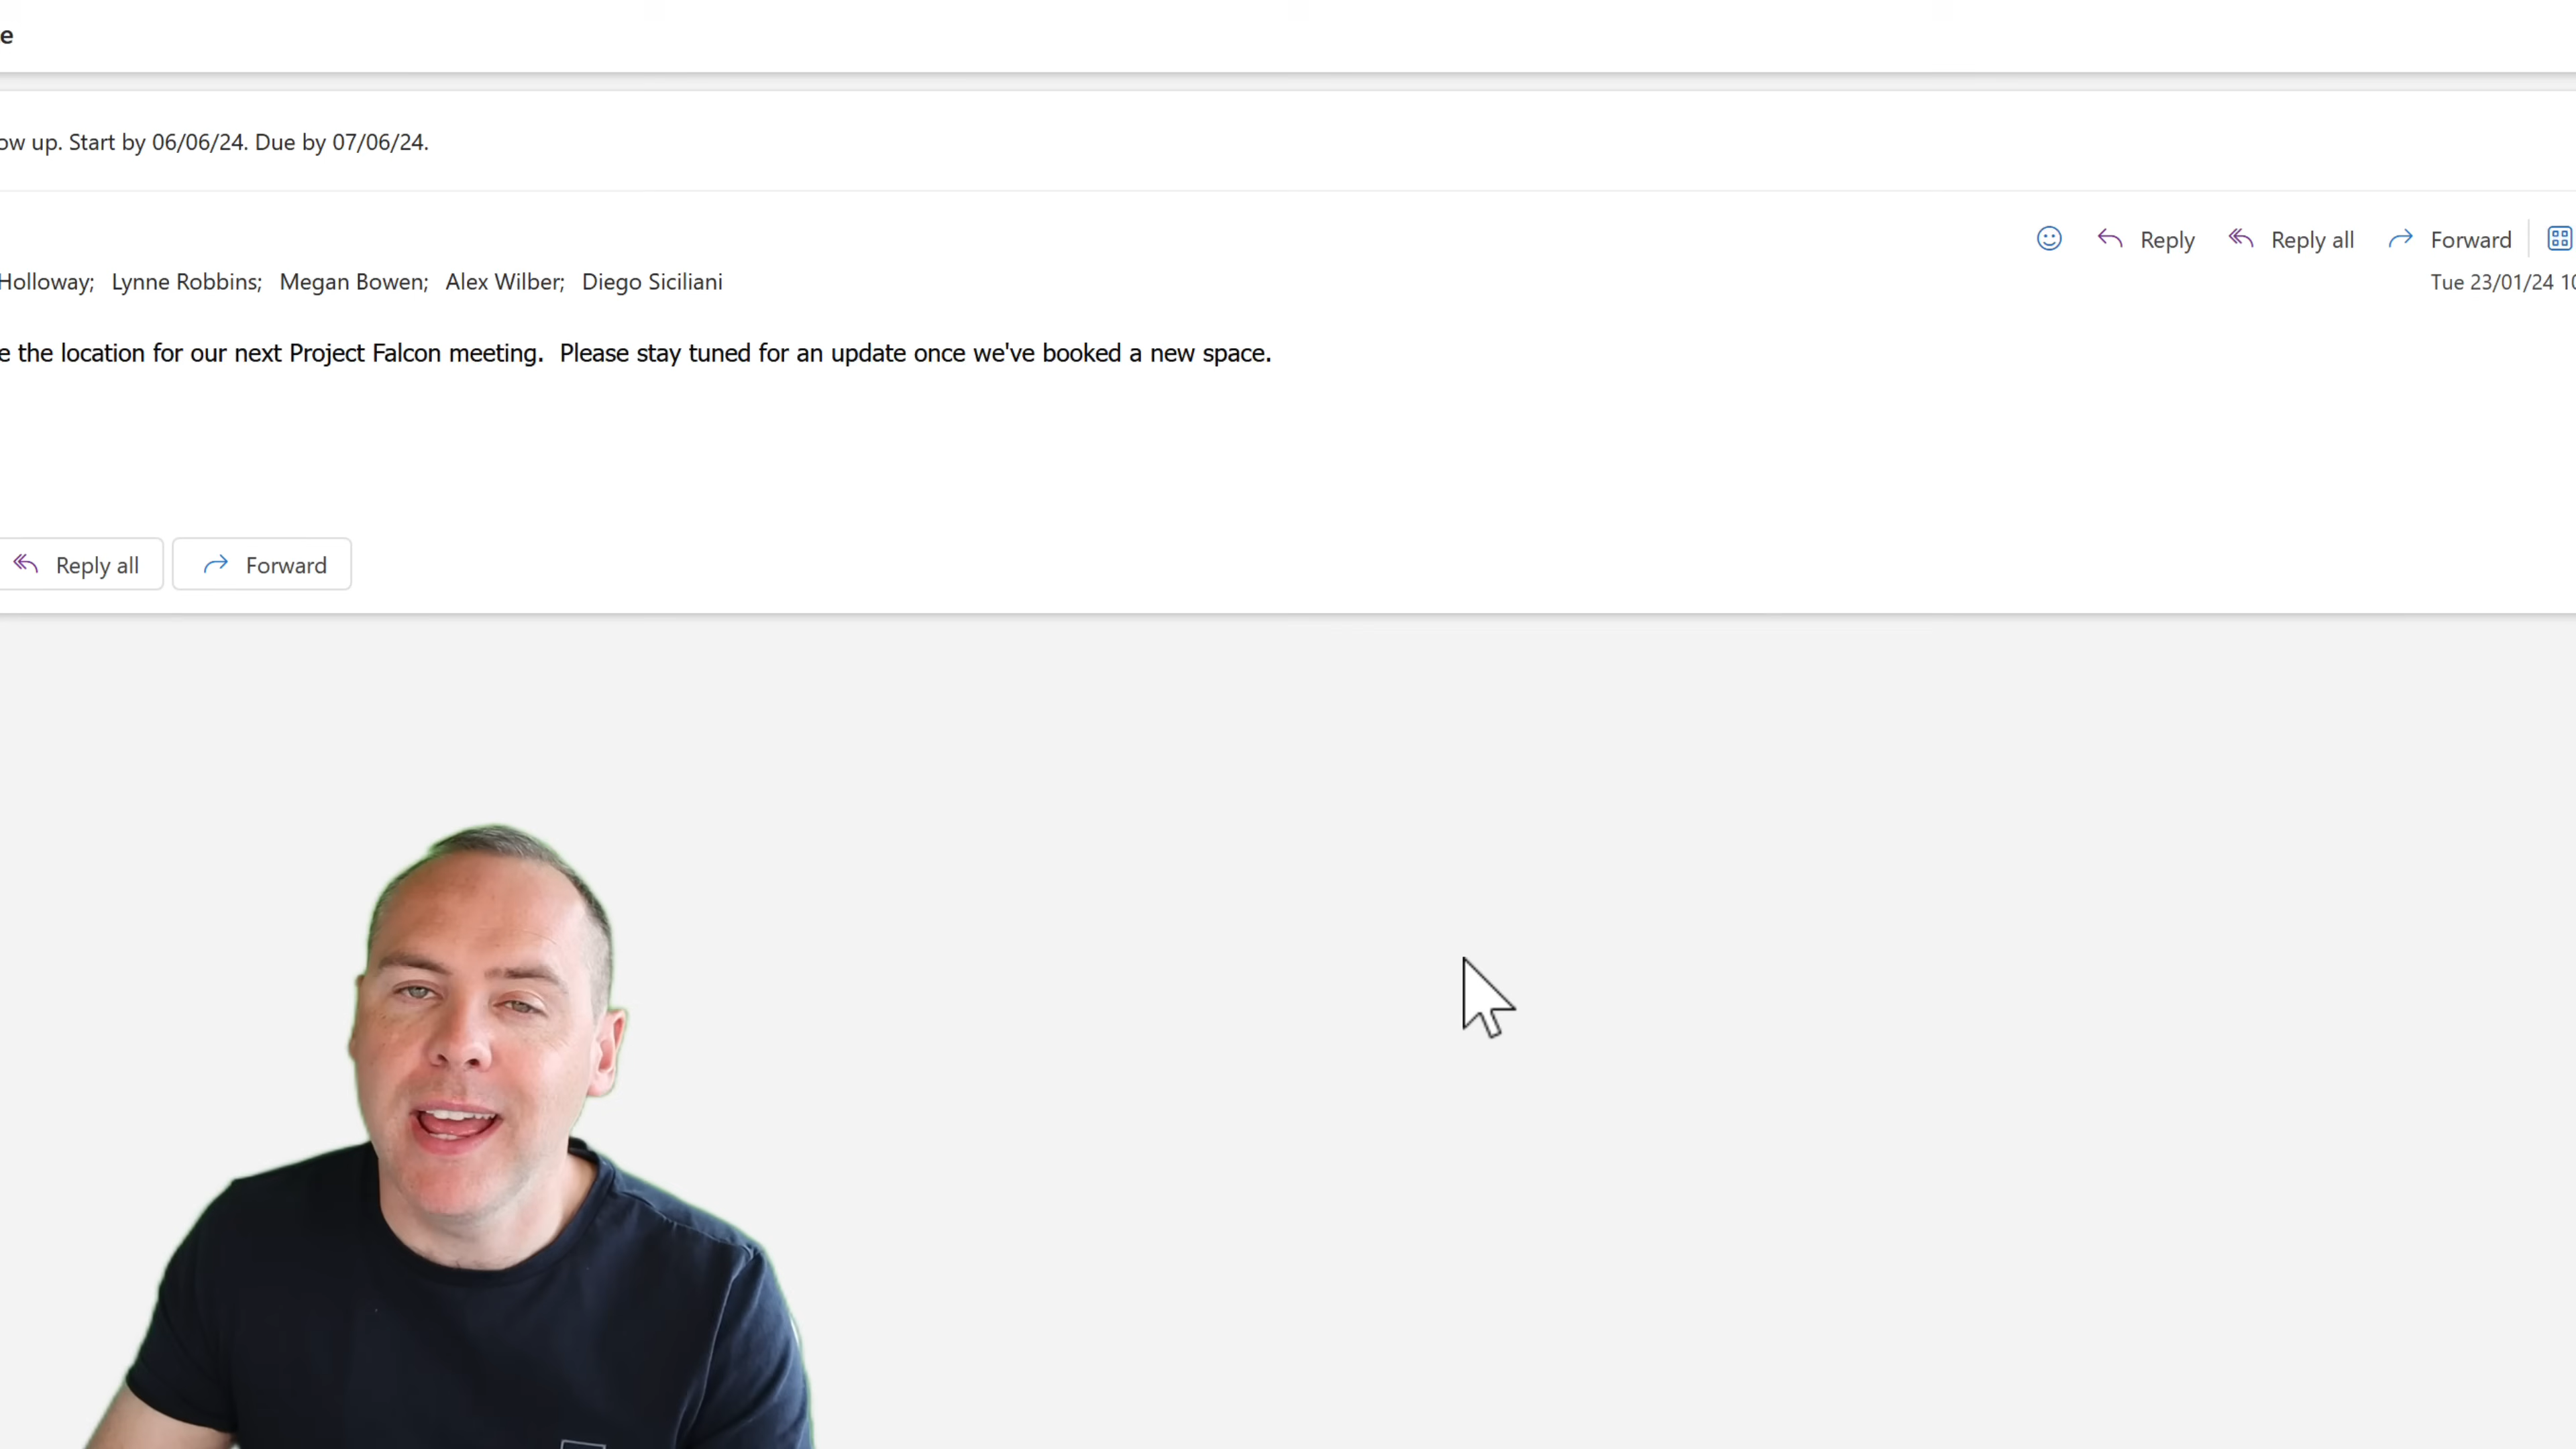 e
ow up. Start by 06/06/24. Due by 07/06/24.
Reply Reply all Forward
Holloway; Lynne Robbins; Megan Bowen; Alex Wilber; Diego Siciliani
Tue 23/01/24 10
e the location for our next Project Falcon meeting.  Please stay tuned for an update once we've booked a new space.
Reply all Forward